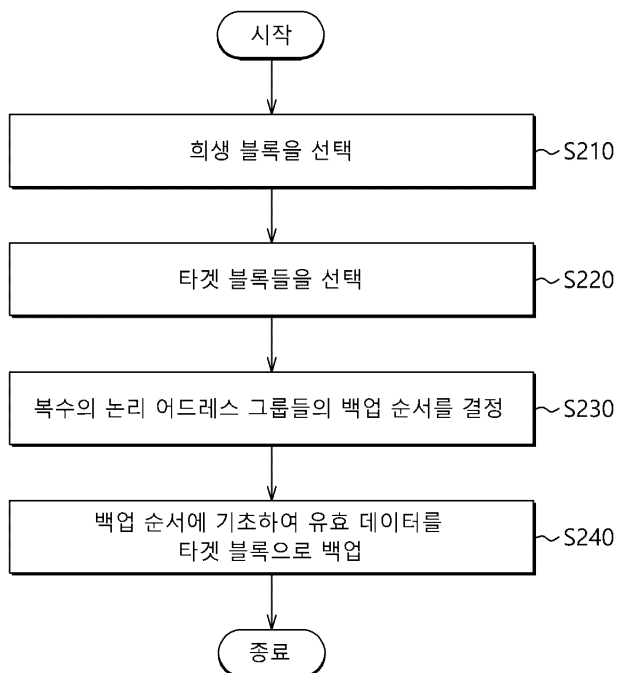 시작
희생 블록을 선택
S210
타겟 블록들을 선택
S220
복수의 논리 어드레스 그룹들의 백업 순서를 결정
S230
백업 순서에 기초하여 유효 데이터를
타겟 블록으로 백업
S240
종료